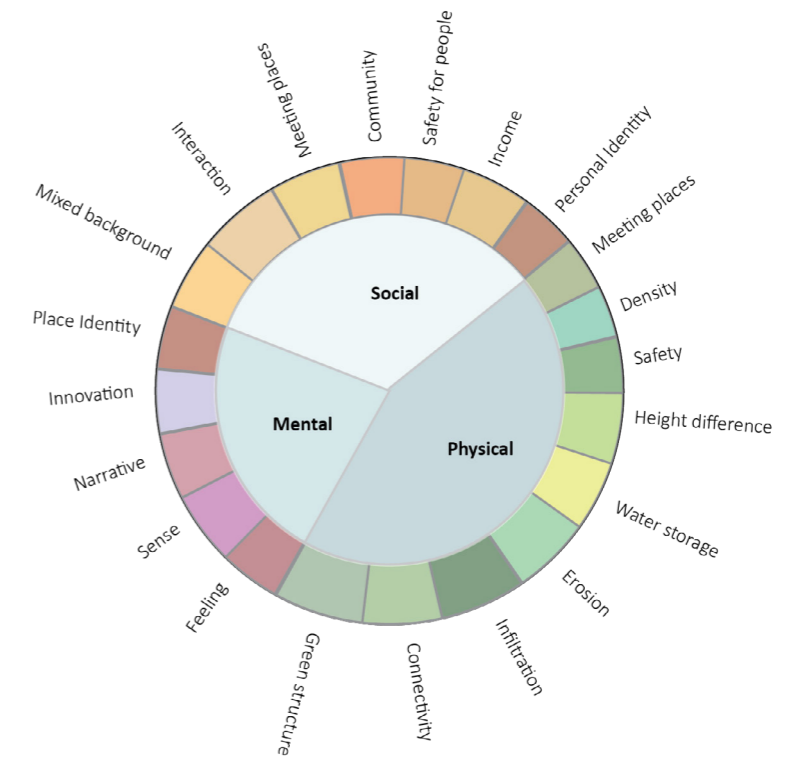 Social
Mental
Physical
Community
Safety for people
Income
Personal Identity
Meeting places
Density
Safety
Height difference
Water storage
Erosion
Infiltration
Connectivity
Green structure
Feeling
Sense
Narrative
Innovation
Place Identity
Mixed background
Interaction
Meeting places